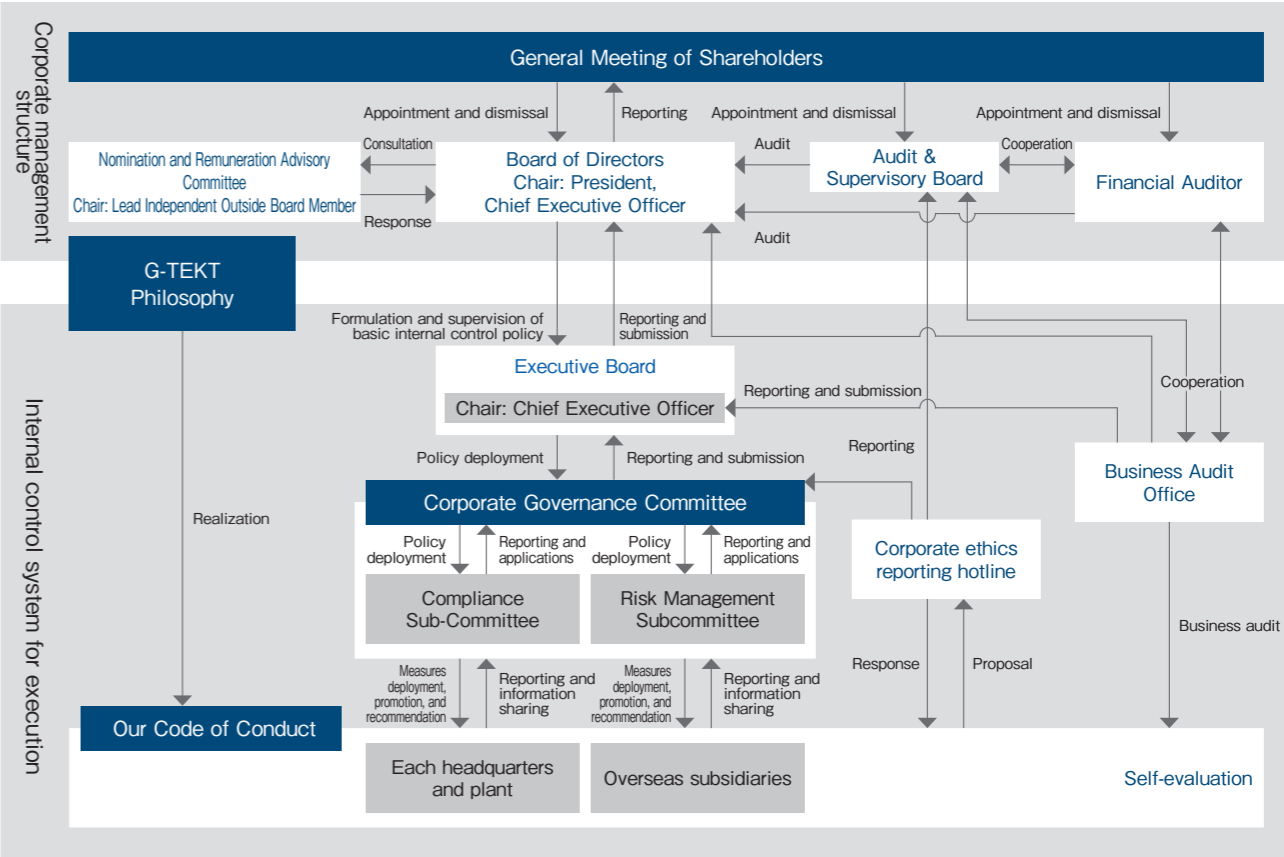 Corporate management
structure
General Meeting of Shareholders
Appointment and dismissal
Reporting
Appointment and dismissal
Appointment and dismissal
Nomination and Remuneration Advisory
Committee
Chair: Lead Independent Outside Board Member
Consultation
Response
Board of Directors
Chair: President,
Chief Executive Officer
Audit
Audit &
Supervisory Board
Cooperation
Financial Auditor
Audit
G-TEKT
Philosophy
Internal control system for execution
Formulation and supervision of
basic internal control policy
Reporting and
submission
Executive Board
Chair: Chief Executive Officer
Reporting and submission
Cooperation
Policy deployment
Reporting and submission
Reporting
Business Audit
Office
Corporate Governance Committee
Realization
Policy
deployment
Reporting and
applications
Policy
deployment
Reporting and
applications
Corporate ethics
reporting hotline
Compliance
Sub-Committee
Risk Management
Subcommittee
Business audit
Measures
deployment,
promotion, and
recommendation
Reporting and
information
sharing
Measures
deployment,
promotion, and
recommendation
Reporting and
information
sharing
Response
Proposal
Our Code of Conduct
Each headquarters
and plant
Overseas subsidiaries
Self-evaluation